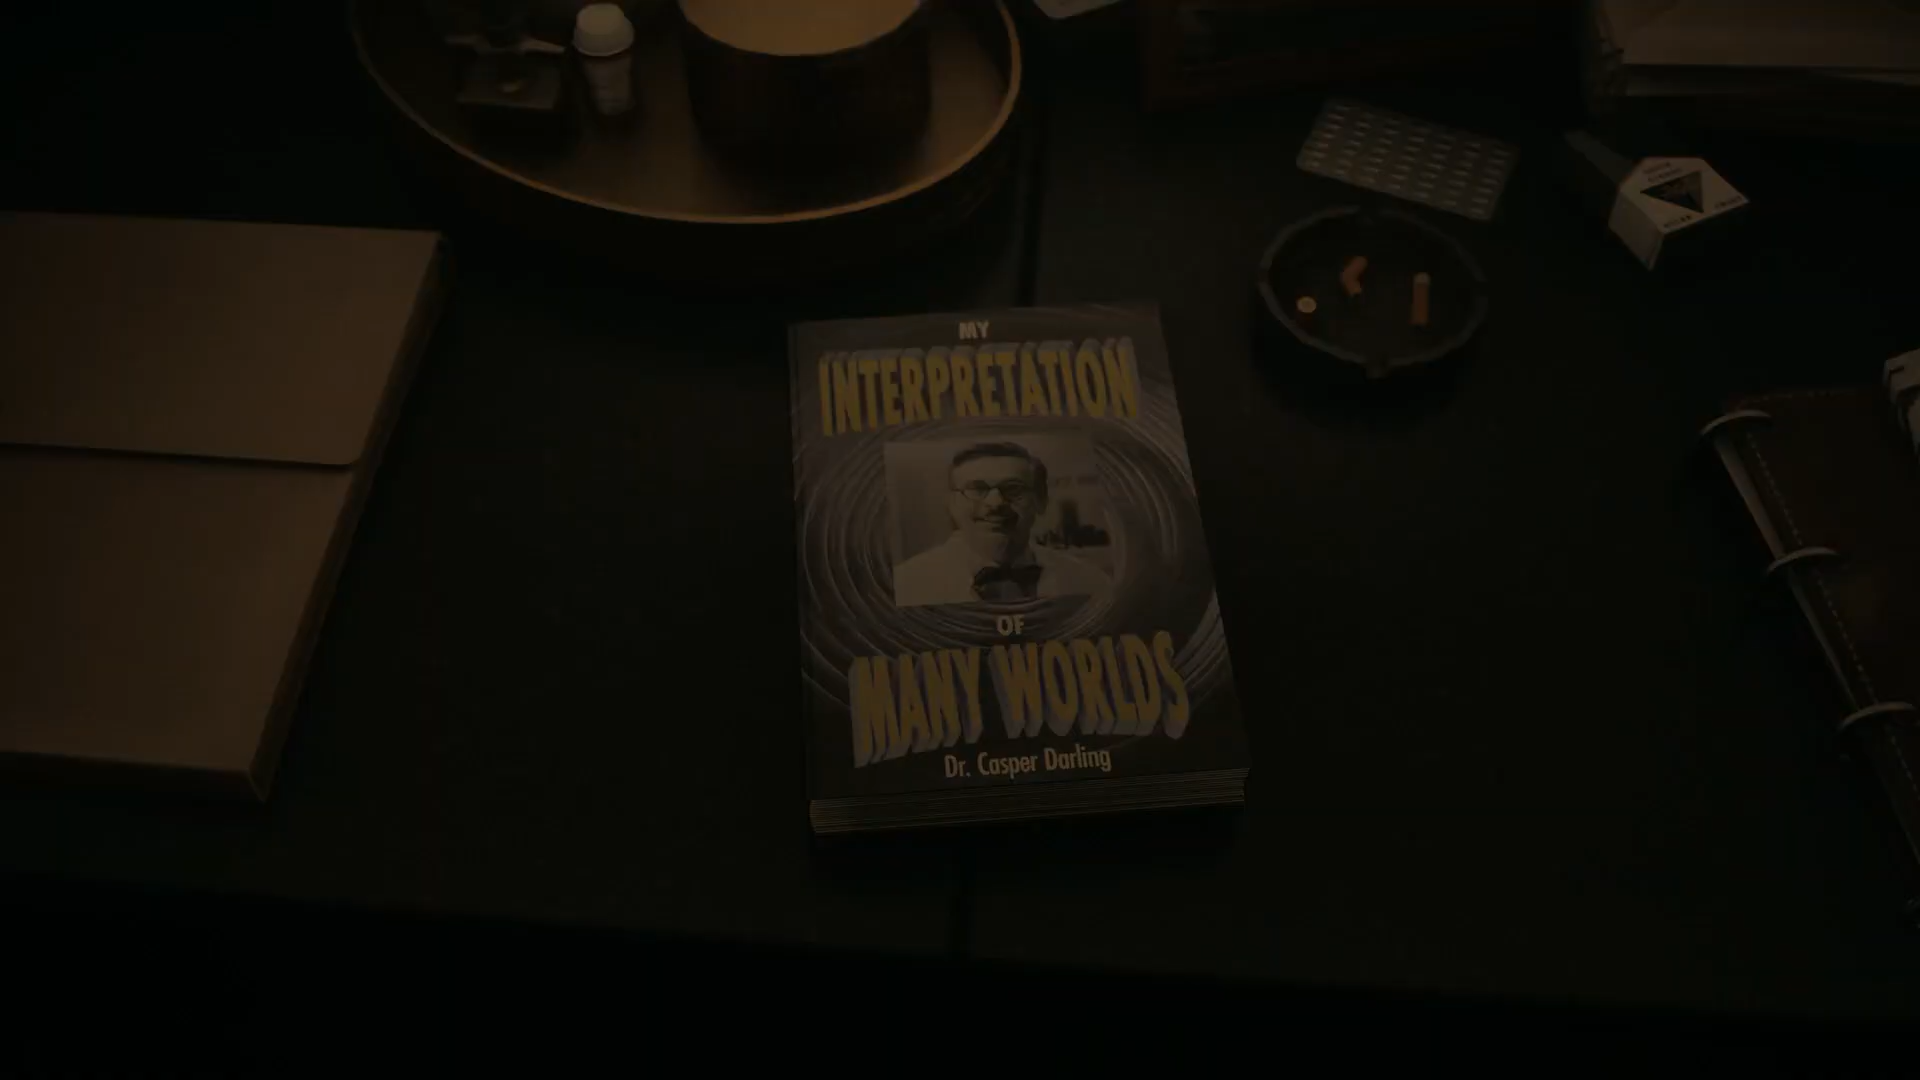 MY
INTERPRETATION
OF
MANY WORLDS
Dr. Casper Darling